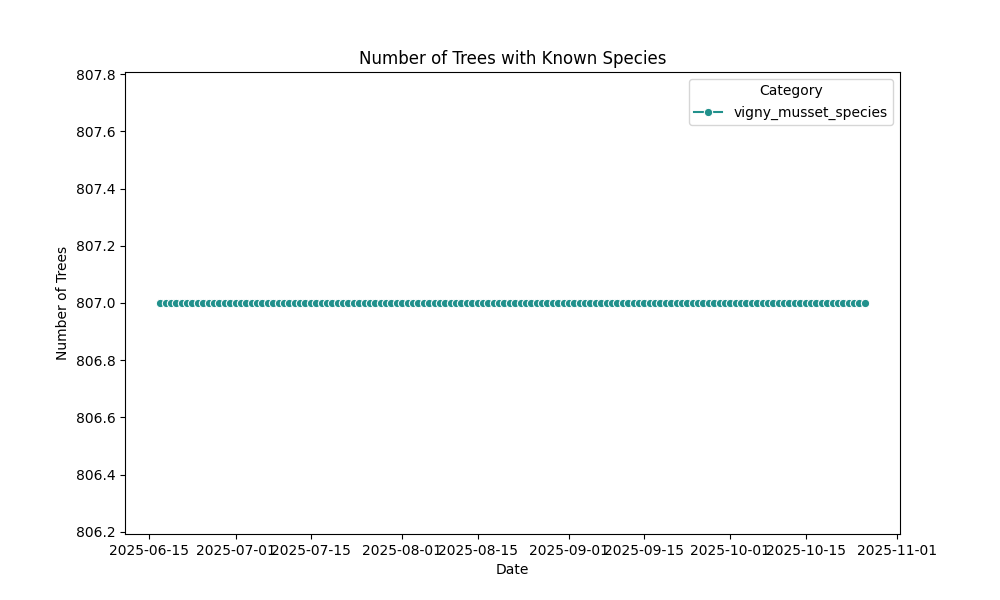 Number of Trees with Known Species
807.8
807.6
807.4
807.2
807.0
806.8
806.6
806.4
806.2
Number of Trees
Category
vigny_musset_species
2025-06-15 2025-07-01 2025-07-15 2025-08-01 2025-08-15 2025-09-01 2025-09-15 2025-10-01 2025-10-15 2025-11-01
Date